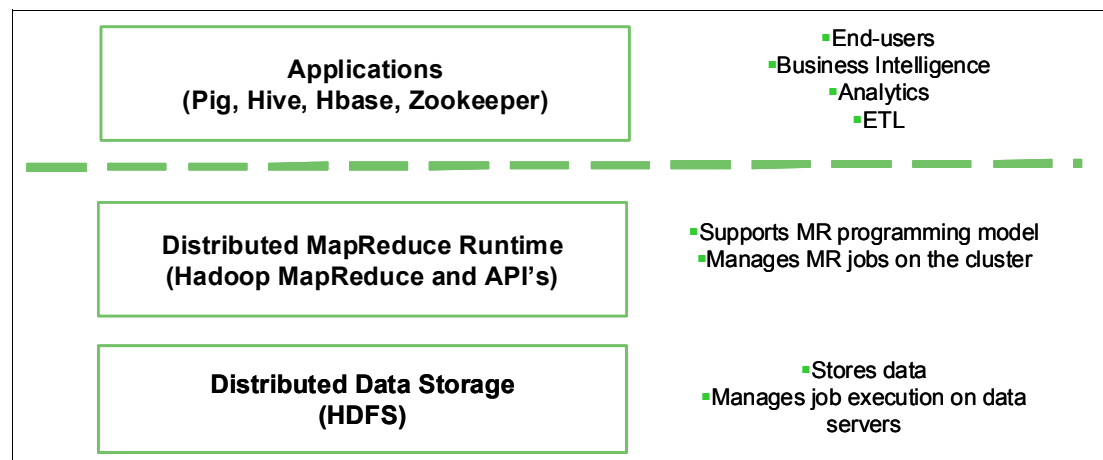 Applications
(Pig, Hive, Hbase, Zookeeper)
▪End-users
▪Business Intelligence
▪Analytics
▪ETL
Distributed MapReduce Runtime
(Hadoop MapReduce and API’s)
▪Supports MR programming model
▪Manages MR jobs on the cluster
Distributed Data Storage
(HDFS)
▪Stores data
▪Manages job execution on data
servers